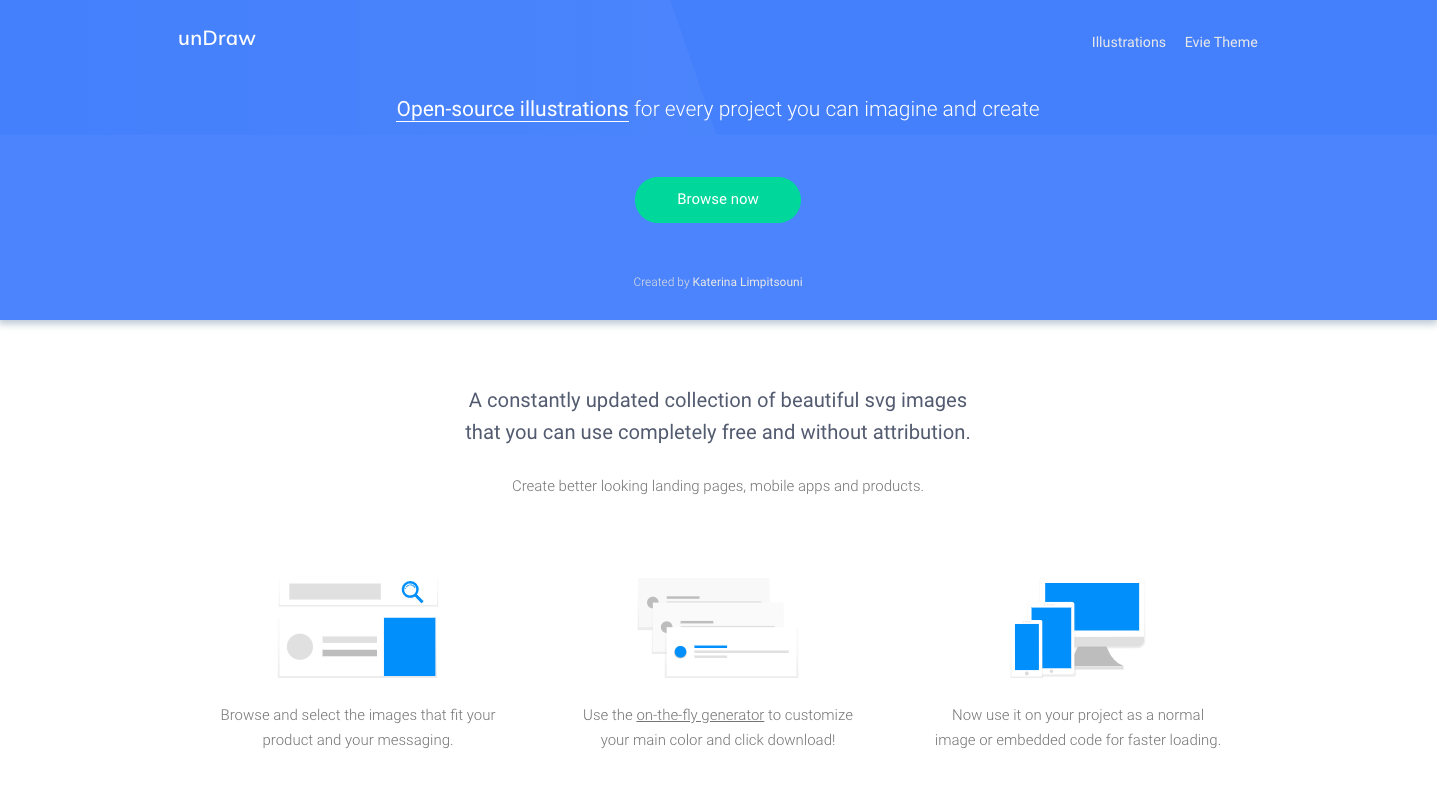 unDraw
Illustrations Evie Theme
Open-source illustrations for every project you can imagine and create
Browse now
Created by Katerina Limpitsouni
A constantly updated collection of beautiful svg images
that you can use completely free and without attribution.
Create better looking landing pages, mobile apps and products.
Browse and select the images that fit your
product and your messaging.
Use the on-the-fly generator to customize
your main color and click download!
Now use it on your project as a normal
image or embedded code for faster loading.